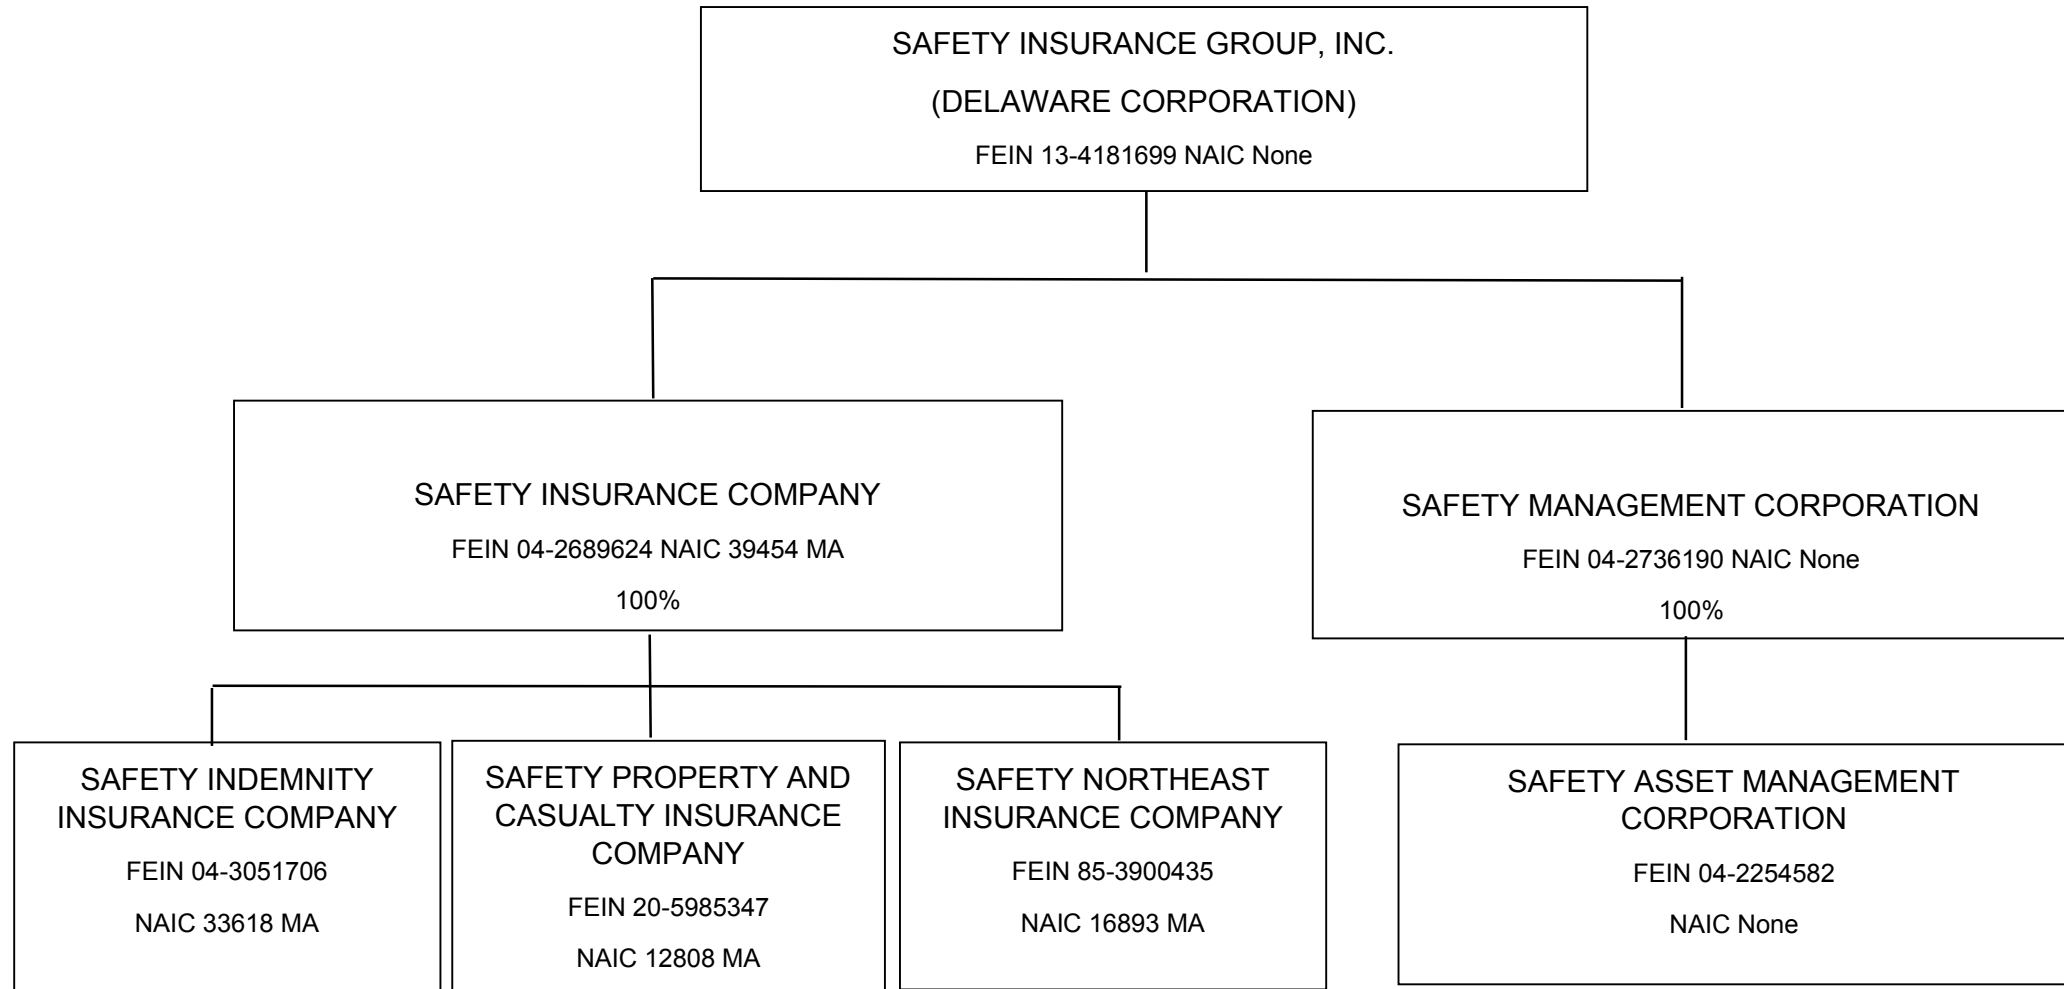 SAFETY INSURANCE GROUP, INC.
(DELAWARE CORPORATION)
FEIN 13-4181699 NAIC None
SAFETY INSURANCE COMPANY
FEIN 04-2689624 NAIC 39454 MA
100%
SAFETY MANAGEMENT CORPORATION
FEIN 04-2736190 NAIC None
100%
SAFETY INDEMNITY
INSURANCE COMPANY
FEIN 04-3051706
NAIC 33618 MA
SAFETY PROPERTY AND
CASUALTY INSURANCE
COMPANY
FEIN 20-5985347
NAIC 12808 MA
SAFETY NORTHEAST
INSURANCE COMPANY
FEIN 85-3900435
NAIC 16893 MA
SAFETY ASSET MANAGEMENT
CORPORATION
FEIN 04-2254582
NAIC None